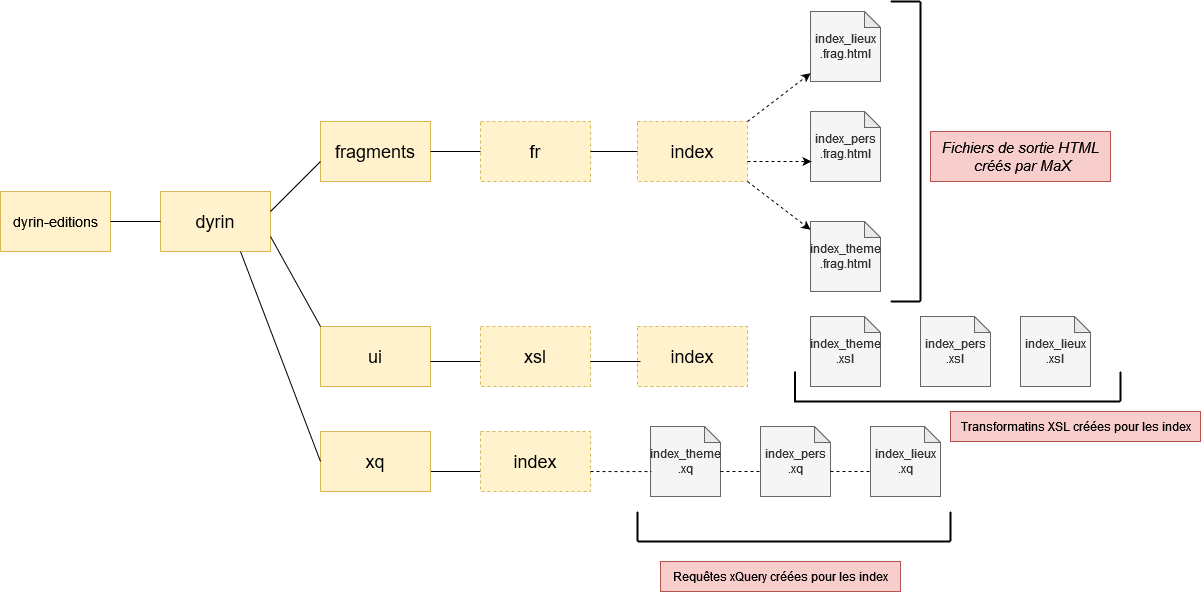 index_lieux
.frag.html
index_pers
.frag.html
Fichiers de sortie HTML
créés par MaX
fragments
fr
index
dyrin-editions
dyrin
index_theme
.frag.html
ui
xsl
index
index_theme
.xsl
index_pers
.xsl
index_lieux
.xsl
Transformatins XSL créées pour les index
xq
index
index_theme
.xq
index_pers
.xq
index_lieux
.xq
Requêtes xQuery créées pour les index